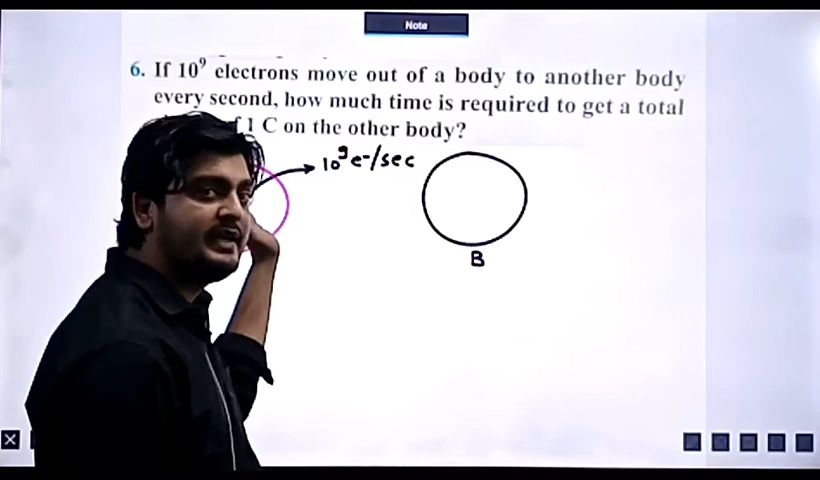 Note
6. If 10⁹ electrons move out of a body to another body
every second, how much time is required to get a total
1 C on the other body?
10⁹e⁻/sec
B